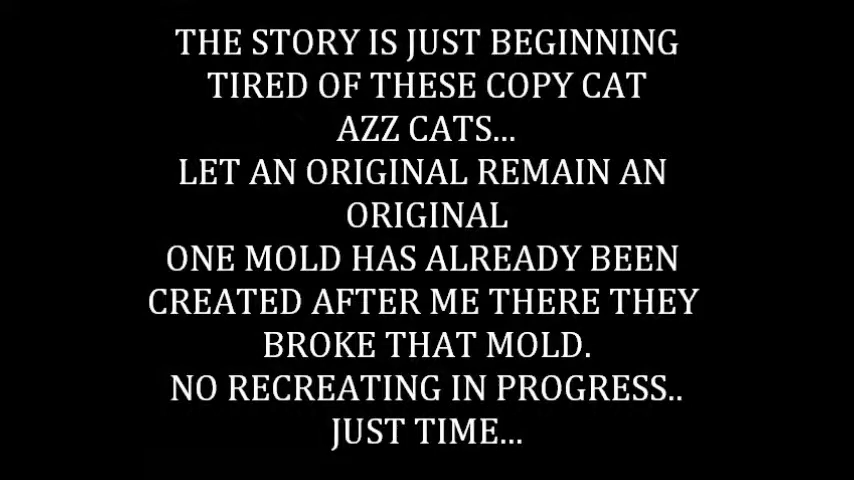 THE STORY IS JUST BEGINNING
TIRED OF THESE COPY CAT
AZZ CATS...
LET AN ORIGINAL REMAIN AN
ORIGINAL
ONE MOLD HAS ALREADY BEEN
CREATED AFTER ME THERE THEY
BROKE THAT MOLD.
NO RECREATING IN PROGRESS..
JUST TIME...